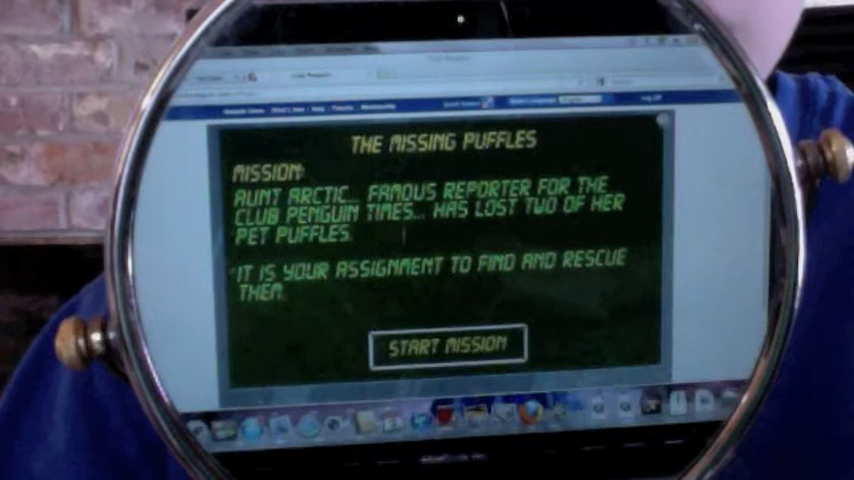 THE MISSING PUFFLES
MISSION:
AUNT ARCTIC... FAMOUS REPORTER FOR THE
CLUB PENGUIN TIMES... HAS LOST TWO OF HER
PET PUFFLES.
IT IS YOUR ASSIGNMENT TO FIND AND RESCUE
THEM.
START MISSION